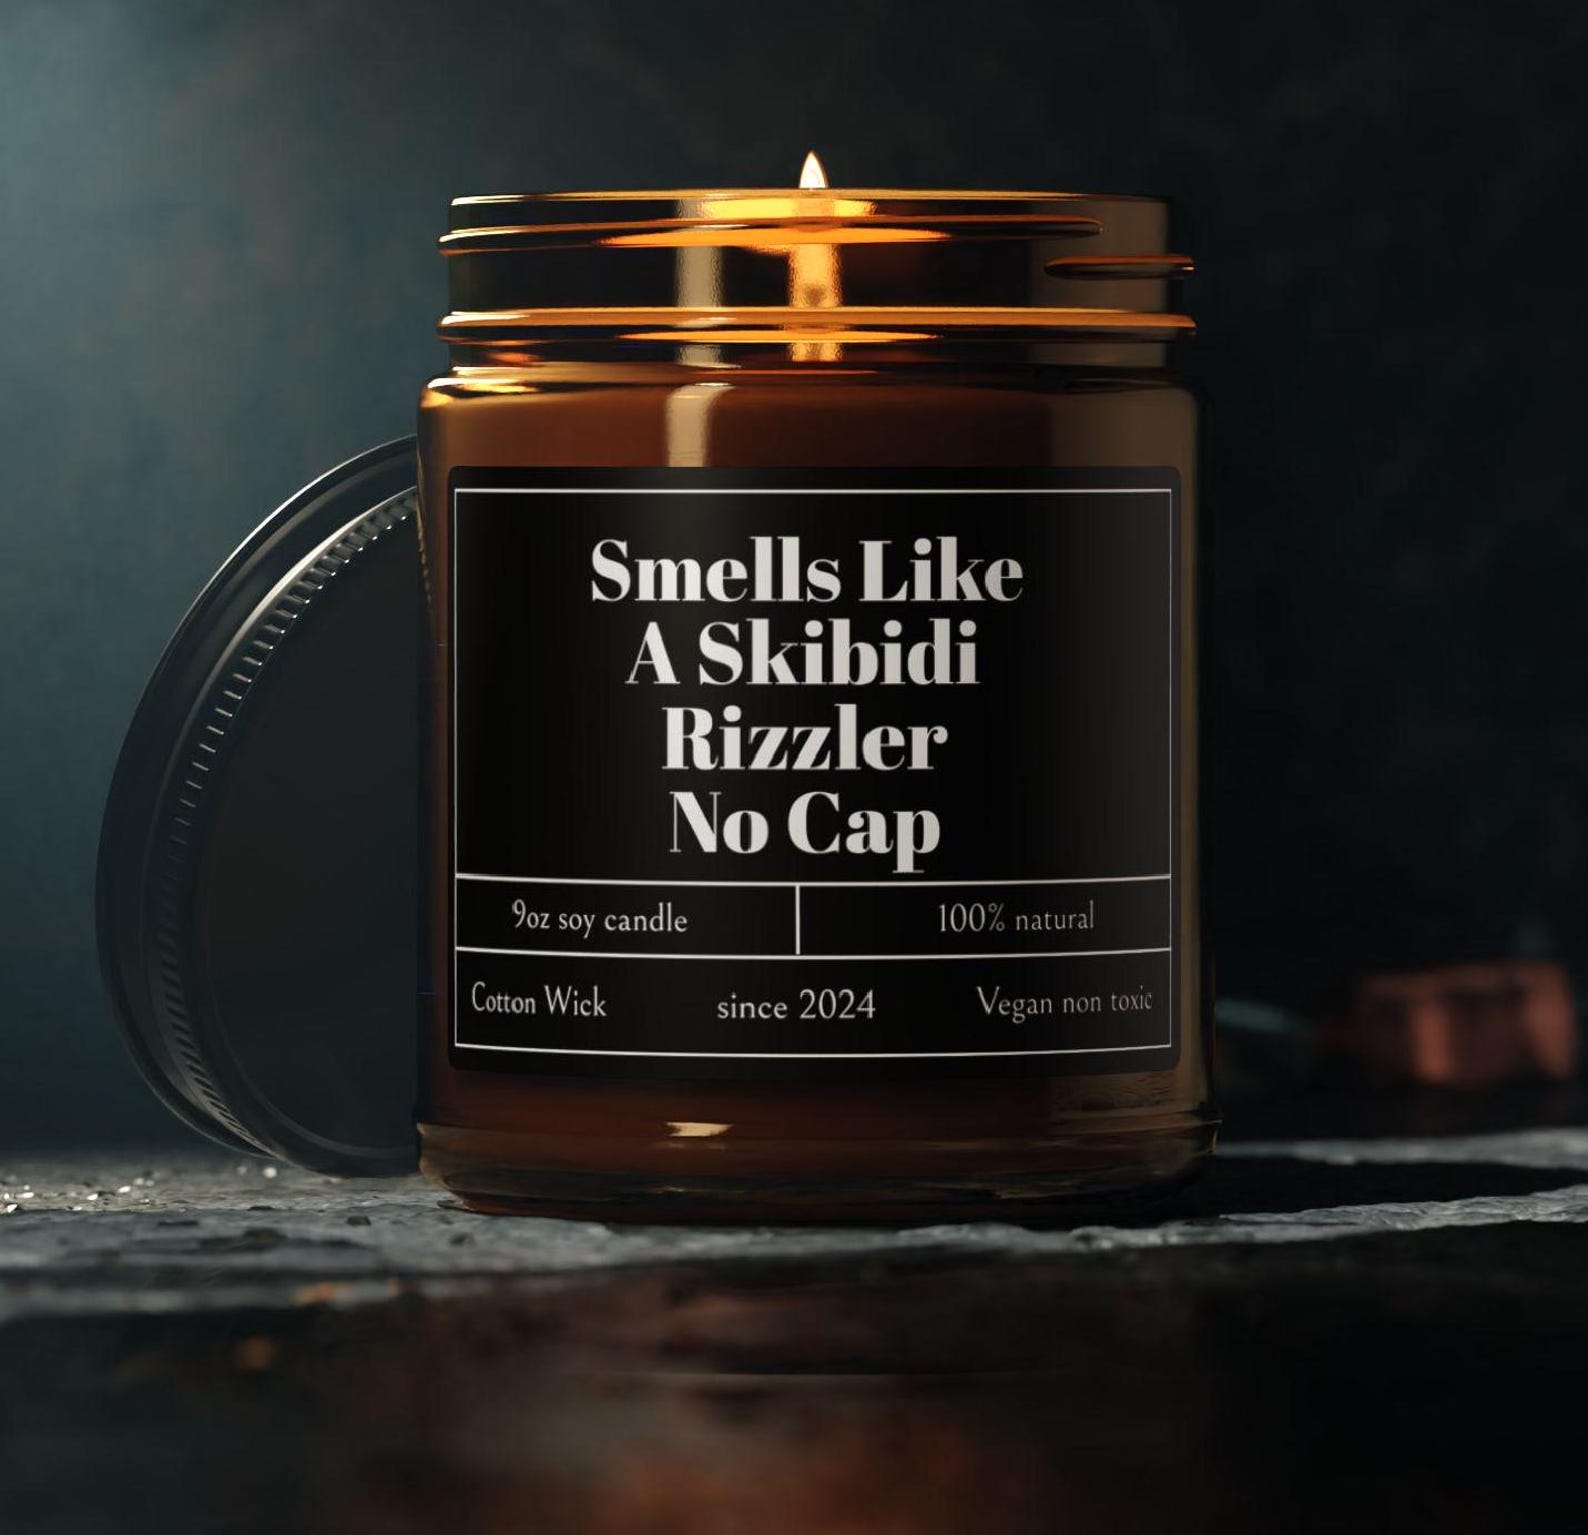 Smells Like
A Skibidi
Rizzler
No Cap
9oz soy candle 100% natural
Cotton Wick since 2024 Vegan non toxic